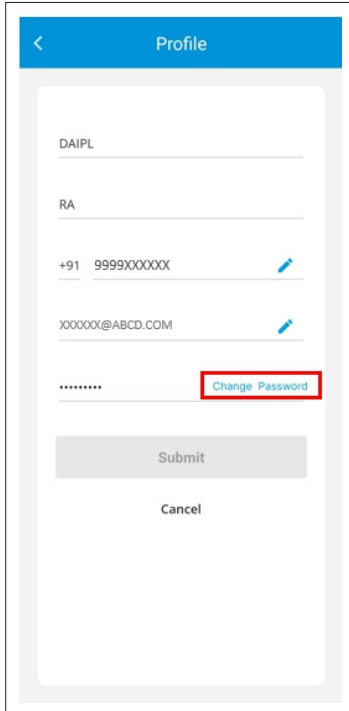 Profile
DAIPL
RA
+91 9999XXXXXX
XXXXXX@ABCD.COM
••••••••• Change Password
Submit
Cancel